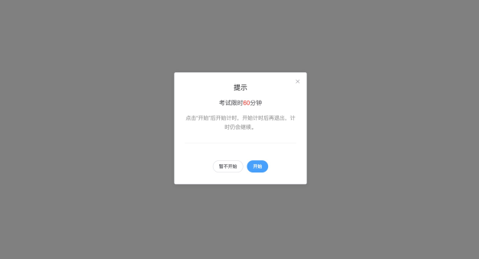 提示
考试限时60分钟
点击"开始"后开始计时，开始计时后再退出，计
时仍会继续。
暂不开始
开始